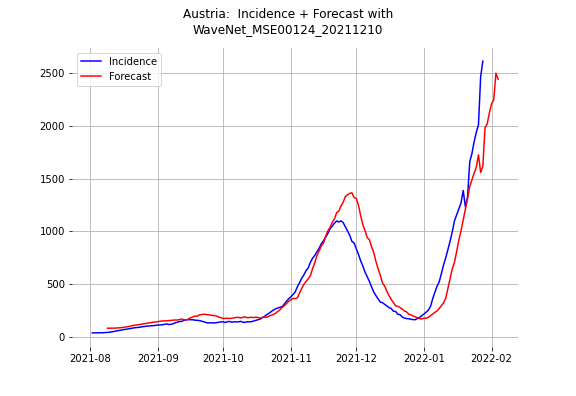 Austria:  Incidence + Forecast with
WaveNet_MSE00124_20211210
Incidence
Forecast
2500
2000
1500
1000
500
0
2021-08 2021-09 2021-10 2021-11 2021-12 2022-01 2022-02